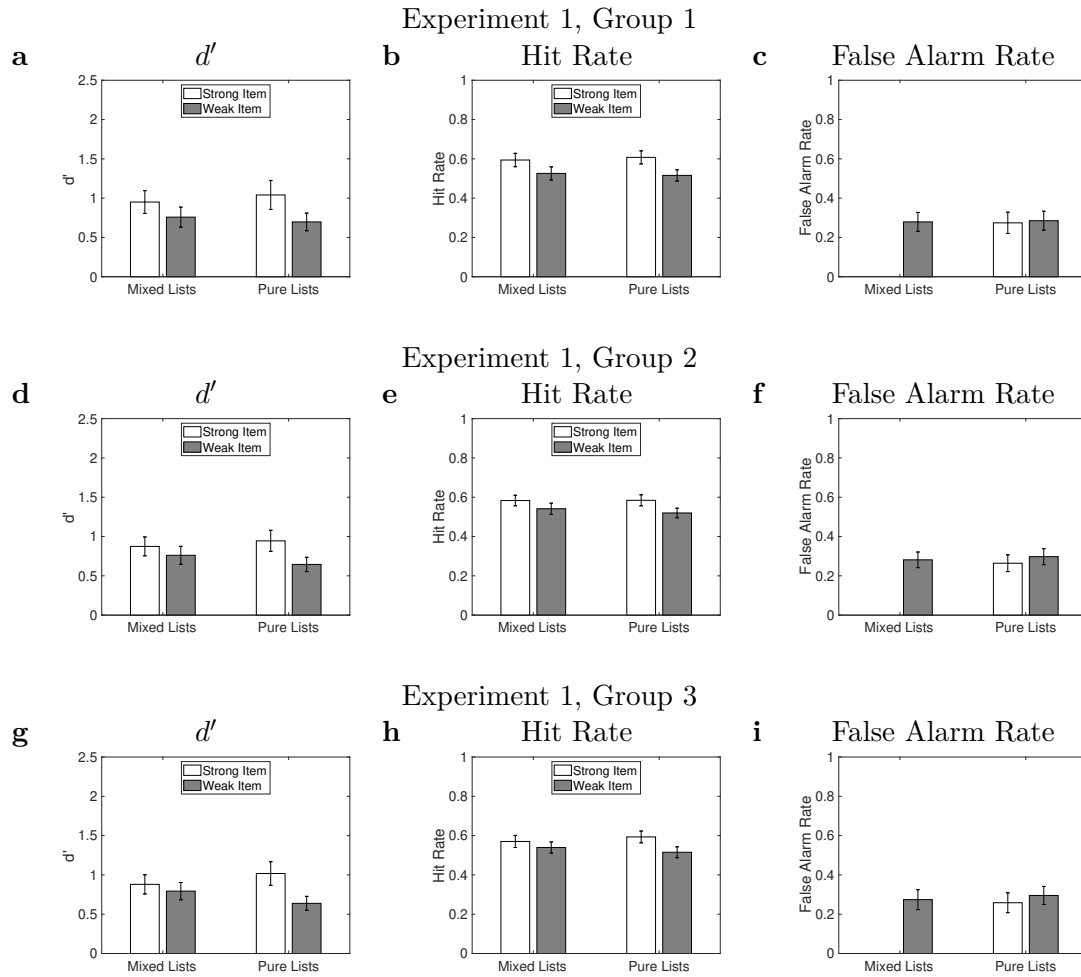 Experiment 1, Group 1
a d′ b Hit Rate c False Alarm Rate
2.5
2
1.5
1
0.5
0
d'
Strong Item
Weak Item
Mixed Lists Pure Lists
1
0.8
0.6
0.4
0.2
0
Hit Rate
Strong Item
Weak Item
Mixed Lists Pure Lists
1
0.8
0.6
0.4
0.2
0
False Alarm Rate
Mixed Lists Pure Lists
Experiment 1, Group 2
d d′ e Hit Rate f False Alarm Rate
2.5
2
1.5
1
0.5
0
d'
Strong Item
Weak Item
Mixed Lists Pure Lists
1
0.8
0.6
0.4
0.2
0
Hit Rate
Strong Item
Weak Item
Mixed Lists Pure Lists
1
0.8
0.6
0.4
0.2
0
False Alarm Rate
Mixed Lists Pure Lists
Experiment 1, Group 3
g d′ h Hit Rate i False Alarm Rate
2.5
2
1.5
1
0.5
0
d'
Strong Item
Weak Item
Mixed Lists Pure Lists
1
0.8
0.6
0.4
0.2
0
Hit Rate
Strong Item
Weak Item
Mixed Lists Pure Lists
1
0.8
0.6
0.4
0.2
0
False Alarm Rate
Mixed Lists Pure Lists